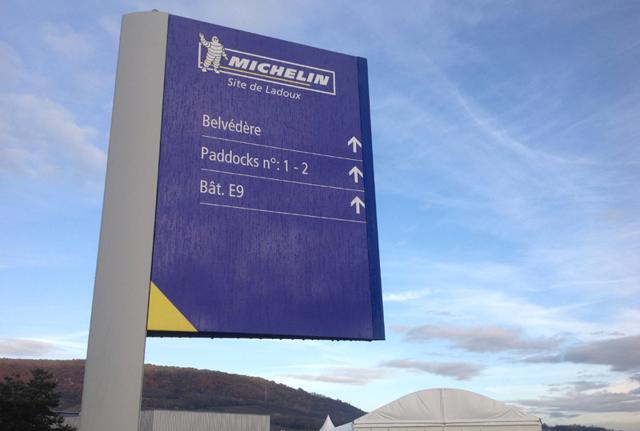 MICHELIN
Site de Ladoux
Belvédère
Paddocks n°: 1 - 2
Bât. E9